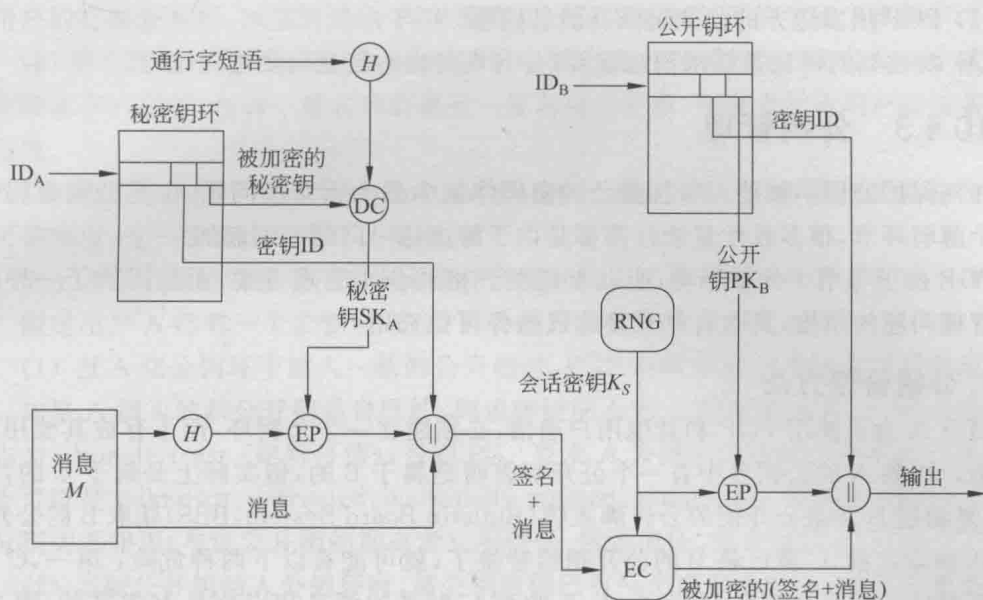 通行字短语
H
公开钥环
ID_B
密钥ID
秘密钥环
ID_A
被加密的
秘密钥
DC
密钥ID
秘密
钥SK_A
公开
钥PK_B
RNG
会话密钥K_S
消息
M
H
EP
||
签名
消息
消息
EP
||
输出
EC
被加密的(签名+消息)